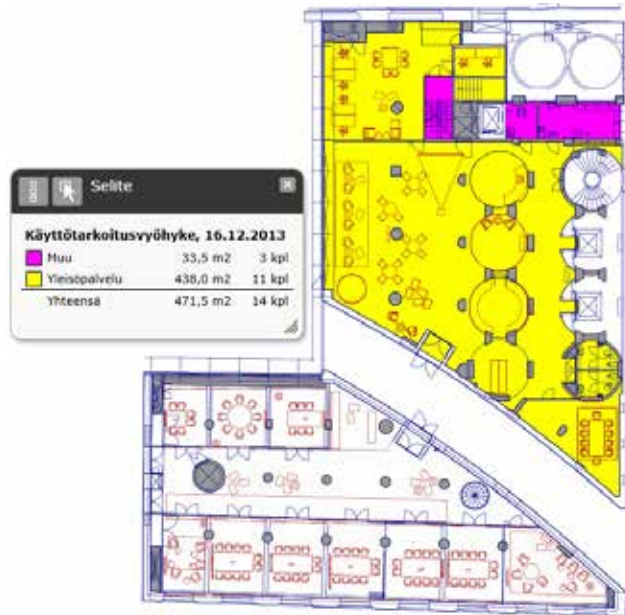 Selite
Käyttötarkoitusvyöhyke, 16.12.2013
Muu 33,5 m2 3 kpl
Yleisöpalvelu 438,0 m2 11 kpl
Yhteensä 471,5 m2 14 kpl